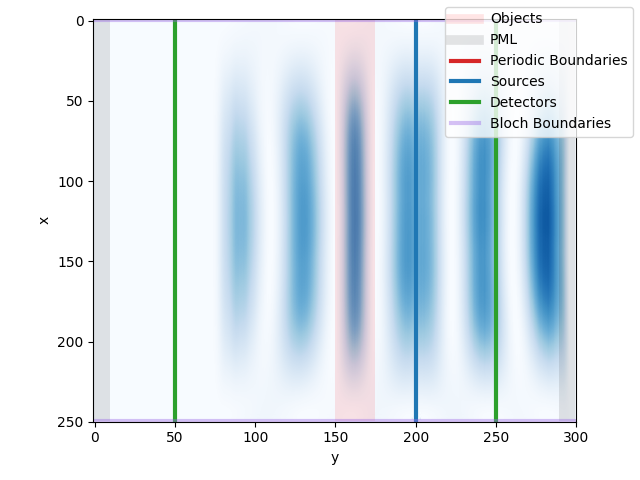 Objects
PML
Periodic Boundaries
Sources
Detectors
Bloch Boundaries
0
50
100
150
200
250
x
0 50 100 150 200 250 300
y